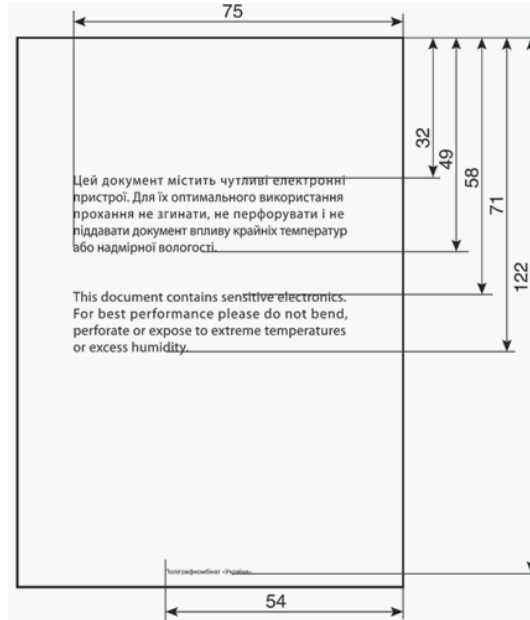 75
32
49
58
71
122
Цей документ містить чутливі електронні
пристрої. Для їх оптимального використання
прохання не згинати, не перфорувати і не
піддавати документ впливу крайніх температур
або надмірної вологості.
This document contains sensitive electronics.
For best performance please do not bend,
perforate or expose to extreme temperatures
or excess humidity.
Поліграфкомбінат «Україна»
54